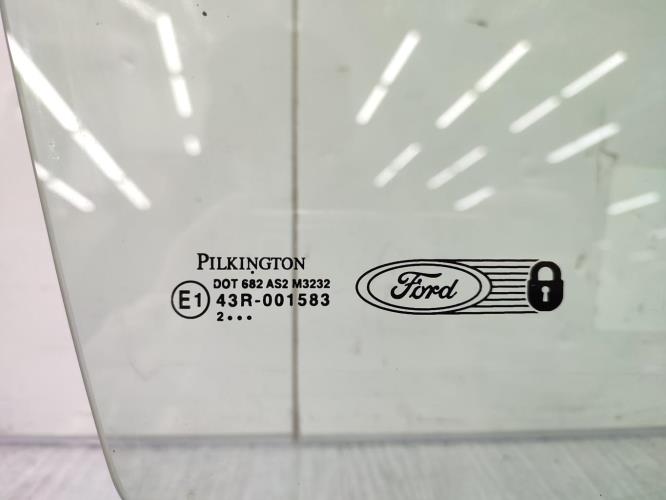 PILKINGTON
DOT 682 AS2 M3232
E1 43R-001583
2•••
Ford